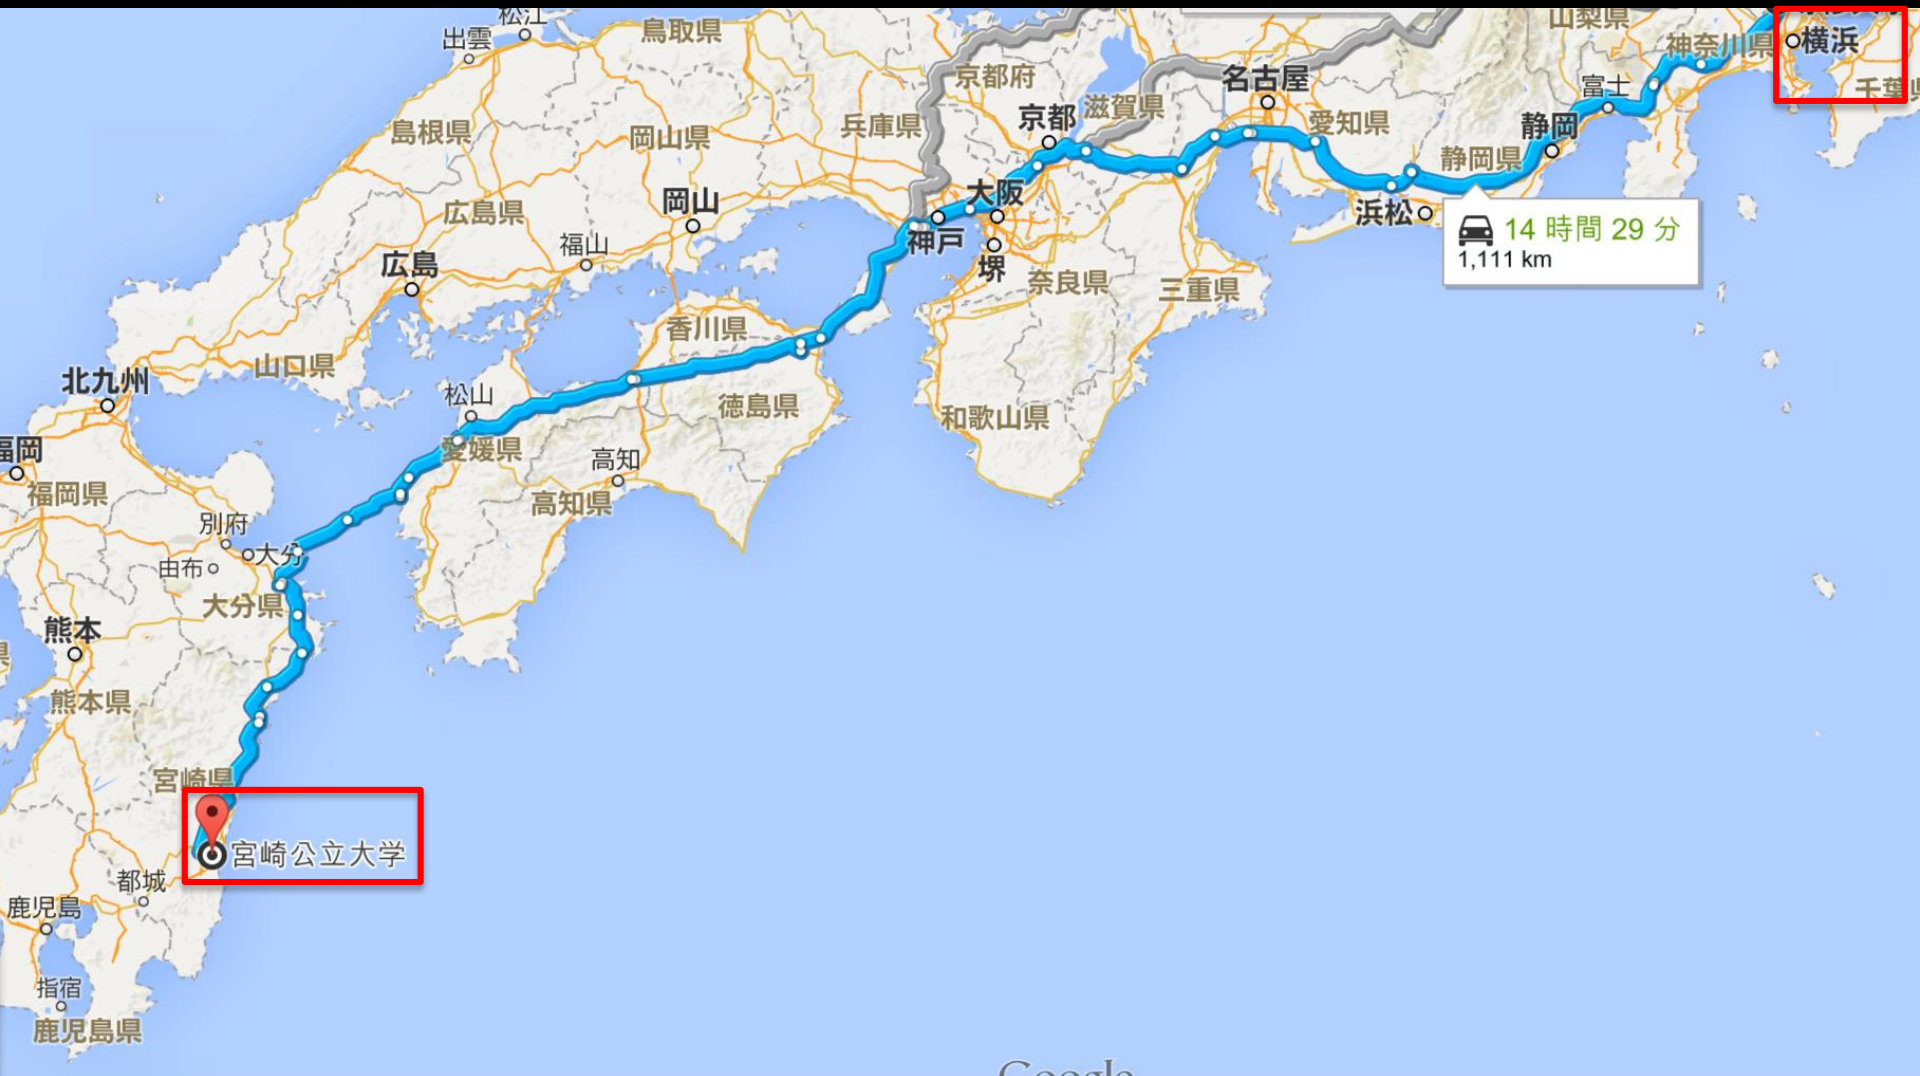 松江
出雲
鳥取県
山梨県
神奈川県
横浜
京都府
名古屋
富士
千葉県
島根県
岡山県
兵庫県
京都
滋賀県
愛知県
静岡
静岡県
大阪
岡山
広島県
浜松
14 時間 29 分
1,111 km
神戸
福山
広島
堺
奈良県
三重県
香川県
山口県
北九州
松山
徳島県
和歌山県
福岡
愛媛県
高知
福岡県
高知県
別府
大分
由布
大分県
熊本
熊本県
宮崎県
宮崎公立大学
都城
鹿児島
指宿
鹿児島県
Google